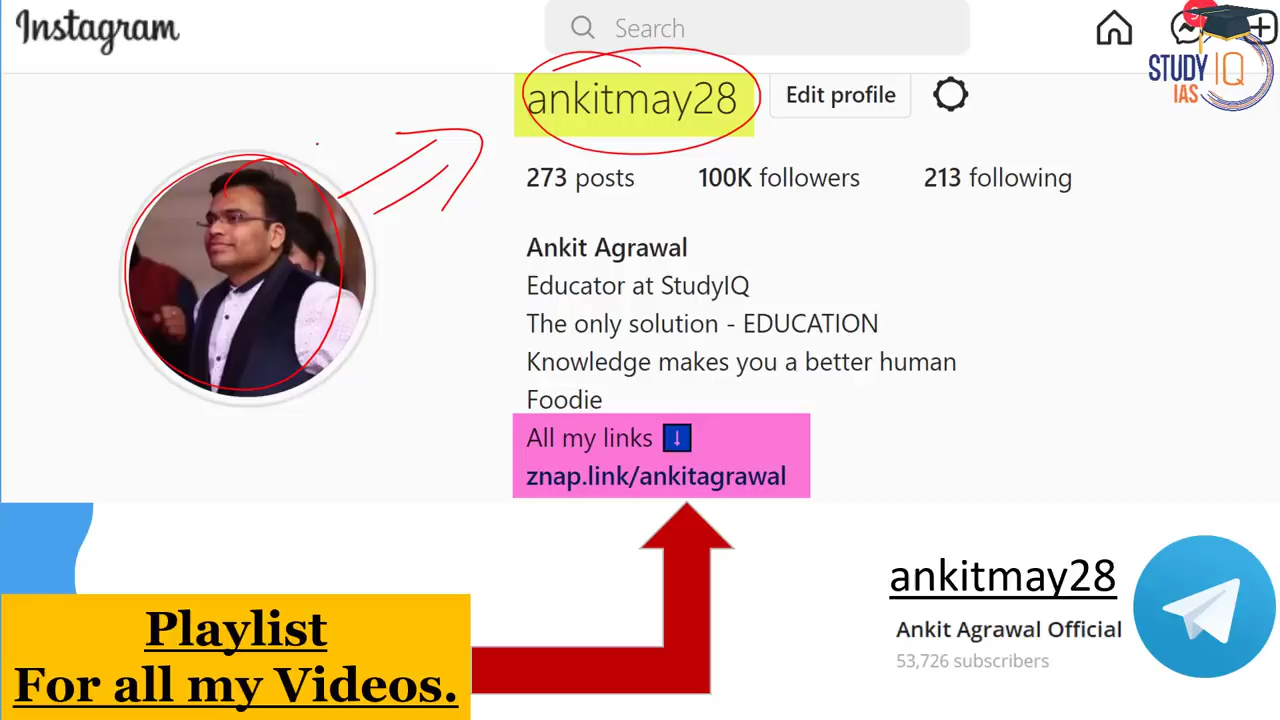 Instagram
Search
STUDY IQ
IAS
ankitmay28
Edit profile
273 posts 100K followers 213 following
Ankit Agrawal
Educator at StudyIQ
The only solution - EDUCATION
Knowledge makes you a better human
Foodie
All my links ⬇
znap.link/ankitagrawal
Playlist
For all my Videos.
ankitmay28
Ankit Agrawal Official
53,726 subscribers